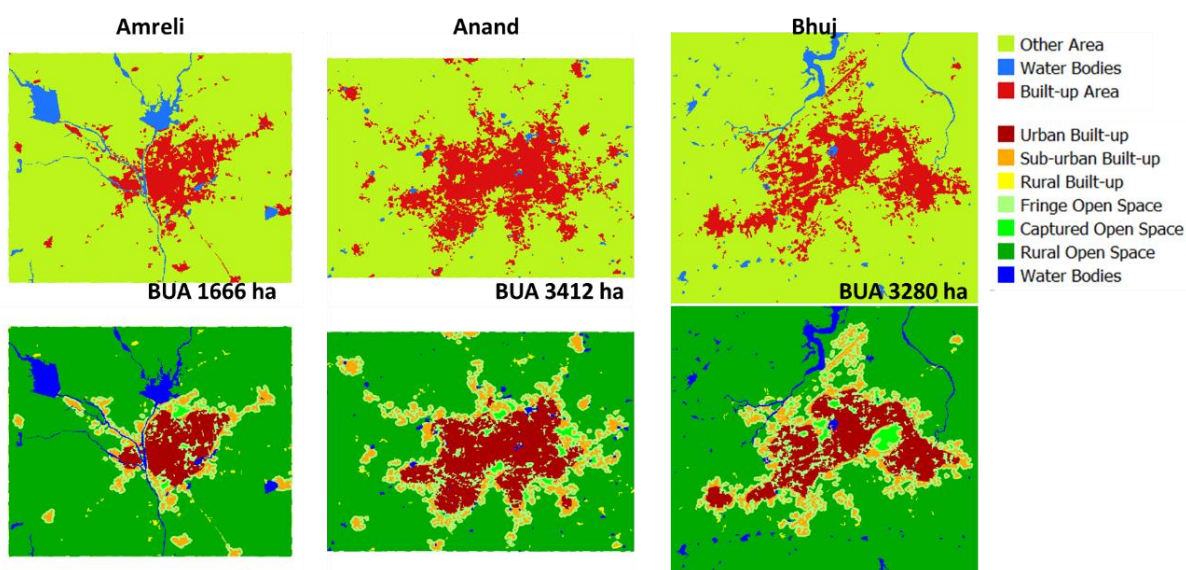 Amreli
Anand
Bhuj
Other Area
Water Bodies
Built-up Area
Urban Built-up
Sub-urban Built-up
Rural Built-up
Fringe Open Space
Captured Open Space
Rural Open Space
Water Bodies
BUA 1666 ha
BUA 3412 ha
BUA 3280 ha